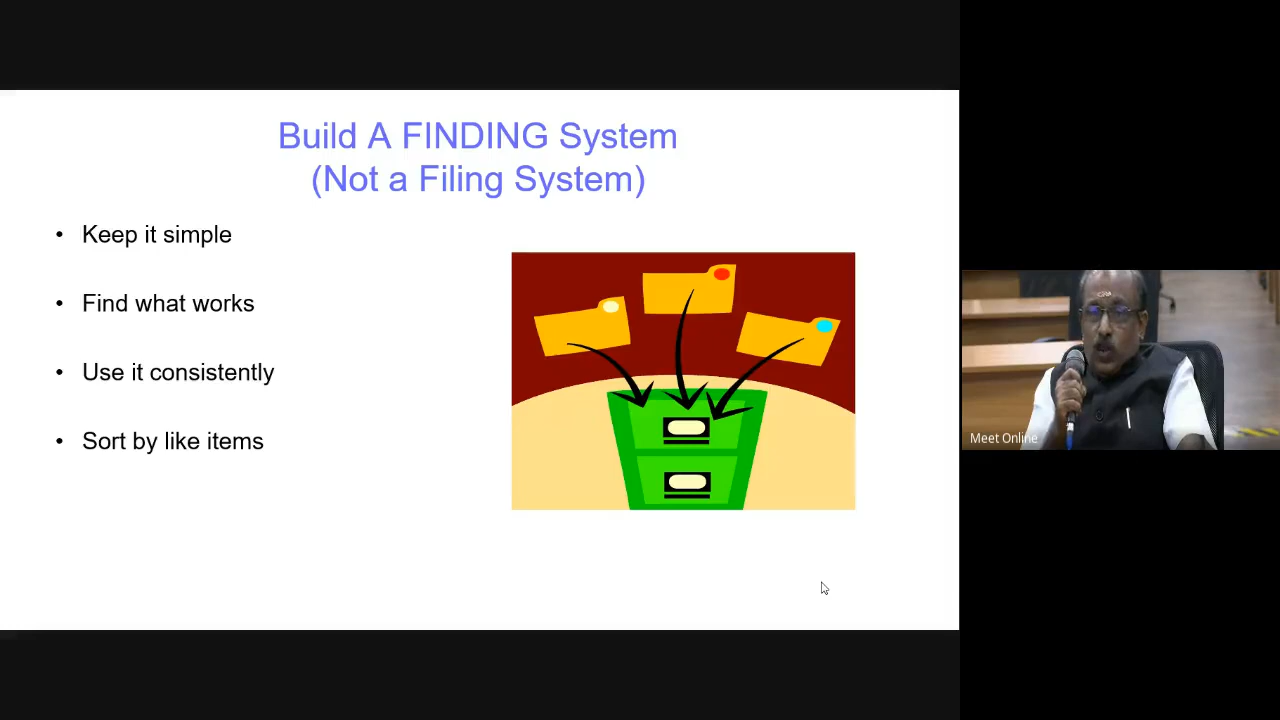 Build A FINDING System
(Not a Filing System)
• Keep it simple
• Find what works
• Use it consistently
• Sort by like items
Meet Online